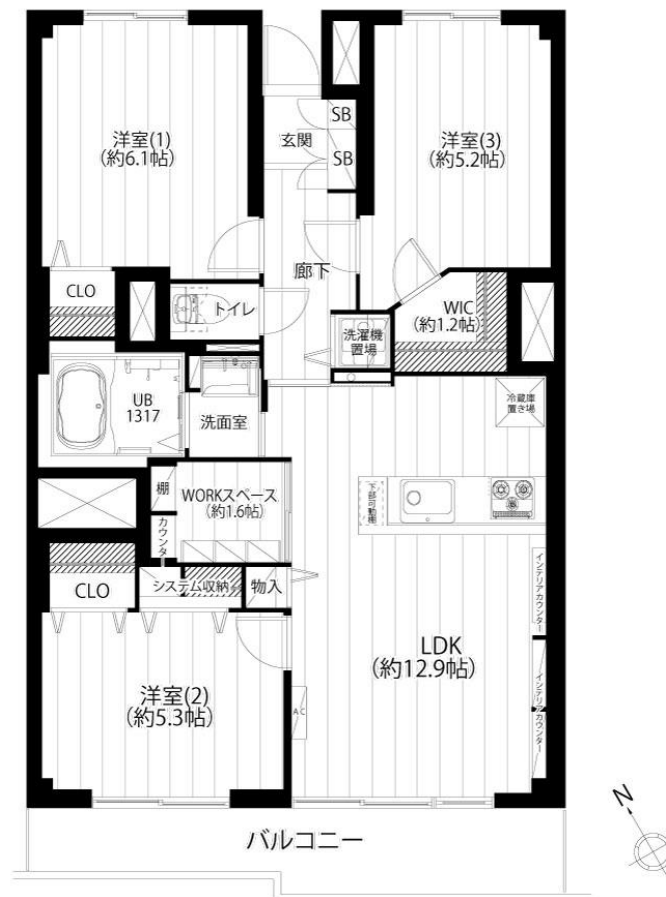 洋室(1)
(約6.1帖)
玄関
SB
SB
洋室(3)
(約5.2帖)
廊下
CLO
トイレ
WIC
(約1.2帖)
洗濯機
置場
UB
1317
洗面室
冷蔵庫
置き場
棚
WORKスペース
(約1.6帖)
カウンター
下部可動棚
CLO
システム収納
物入
インテリアカウンター
LDK
(約12.9帖)
インテリアカウンター
洋室(2)
(約5.3帖)
AC
バルコニー
N